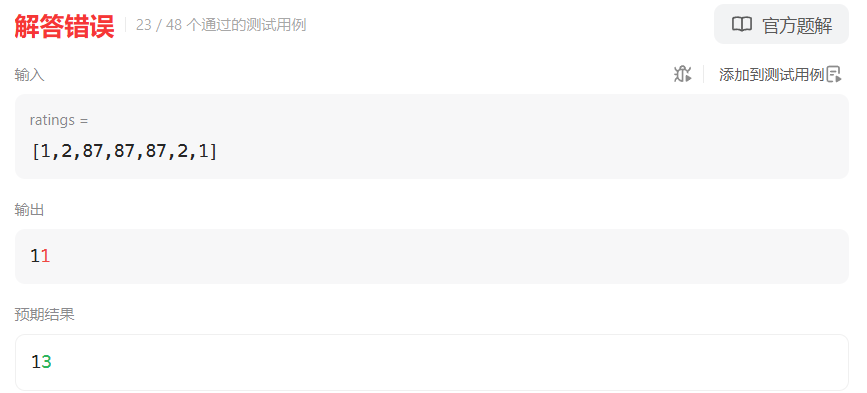 解答错误 23 / 48 个通过的测试用例 官方题解
输入 添加到测试用例
ratings =
[1,2,87,87,87,2,1]
输出
11
预期结果
13